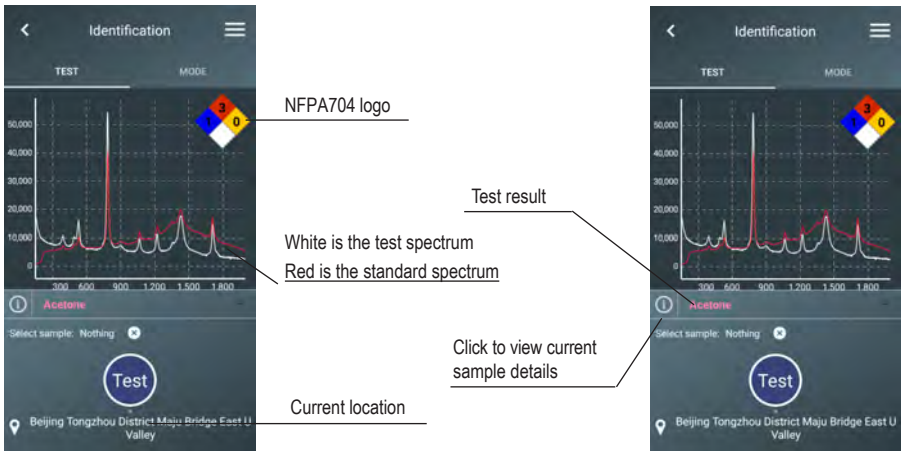 Identification
TEST
MODE
3
1
0
50,000
40,000
30,000
20,000
10,000
0
300
600
900
1.200
1.500
1.800
Acetone
Select sample: Nothing
Test
Beijing Tongzhou District Maju Bridge East U
Valley
NFPA704 logo
White is the test spectrum
Red is the standard spectrum
Current location
Test result
Click to view current
sample details
Identification
TEST
MODE
3
1
0
50,000
40,000
30,000
20,000
10,000
0
300
600
900
1.200
1.500
1.800
Acetone
Select sample: Nothing
Test
Beijing Tongzhou District Maju Bridge East U
Valley